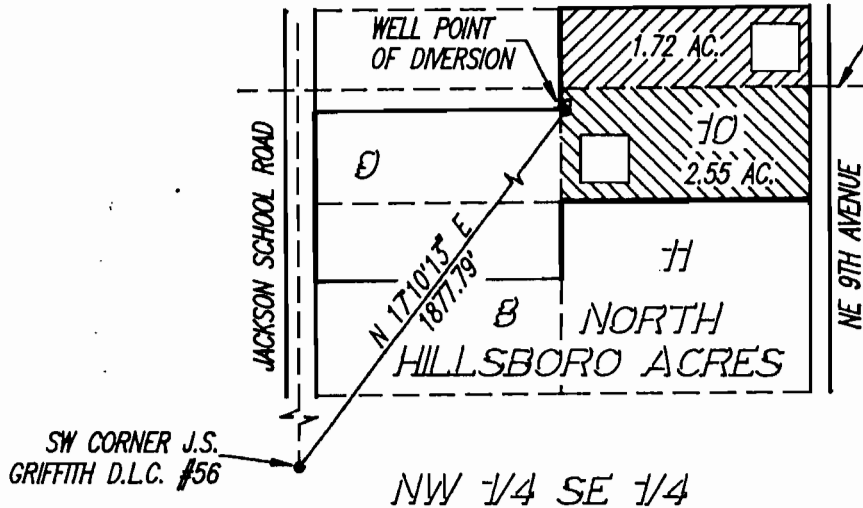 WELL POINT
OF DIVERSION
1.72 AC.
10
2.55 AC.
JACKSON SCHOOL ROAD
9
N 17°10'13" E
1877.79'
11
NE 9TH AVENUE
8 NORTH
HILLSBORO ACRES
SW CORNER J.S.
GRIFFITH D.L.C. #56
NW 1/4 SE 1/4